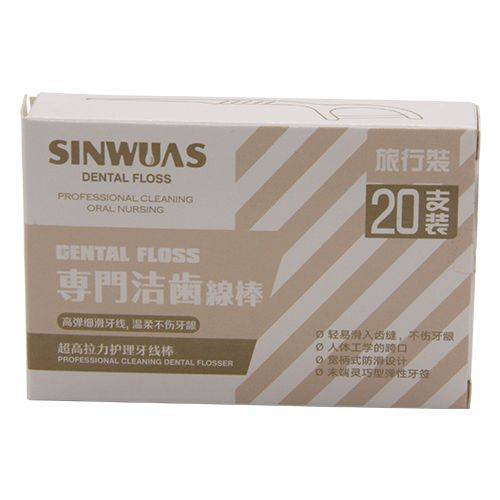 SINWUAS
DENTAL FLOSS
PROFESSIONAL CLEANING
ORAL NURSING
旅行裝
20支装
DENTAL FLOSS
専門洁歯線棒
高弹细滑牙线，温柔不伤牙龈
超高拉力护理牙线棒
PROFESSIONAL CLEANING DENTAL FLOSSER
Ø 轻易滑入齿缝，不伤牙龈
Ø 人体工学的跨口
Ø 宽柄式防滑设计
Ø 末端灵巧型弹性牙签